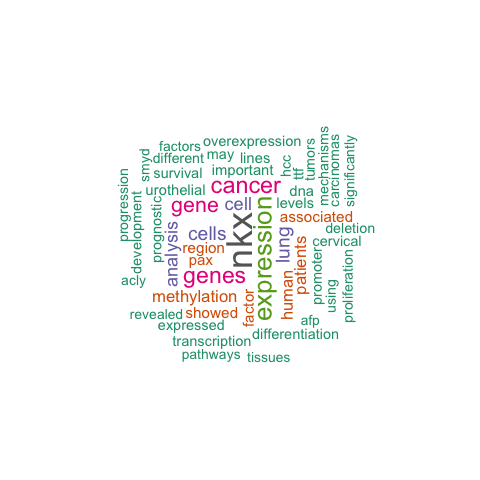 factors
overexpression
different
may
lines
smyd
survival
important
hcc
ttf
tumors
mechanisms
carcinomas
significantly
urothelial
cancer
dna
progression
development
prognostic
gene
cell
levels
associated
analysis
cells
nkx
expression
lung
patients
deletion
cervical
region
pax
genes
human
promoter
proliferation
acly
methylation
factor
using
revealed
showed
expressed
afp
differentiation
transcription
pathways
tissues